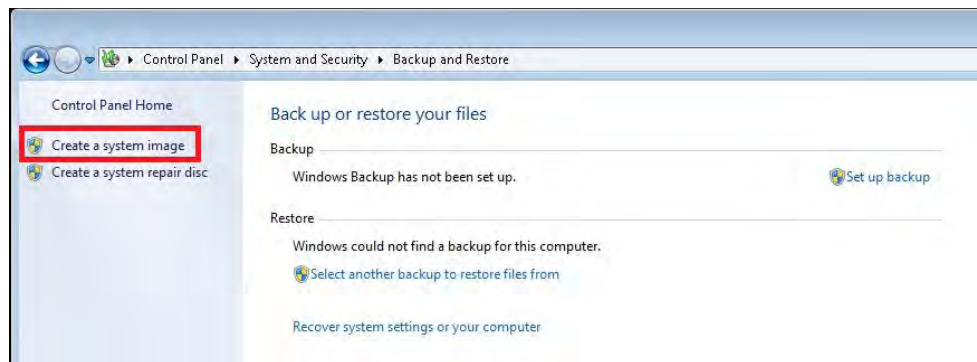 Control Panel ▸ System and Security ▸ Backup and Restore
Control Panel Home
Create a system image
Create a system repair disc
Back up or restore your files
Backup
Windows Backup has not been set up.
Set up backup
Restore
Windows could not find a backup for this computer.
Select another backup to restore files from
Recover system settings or your computer